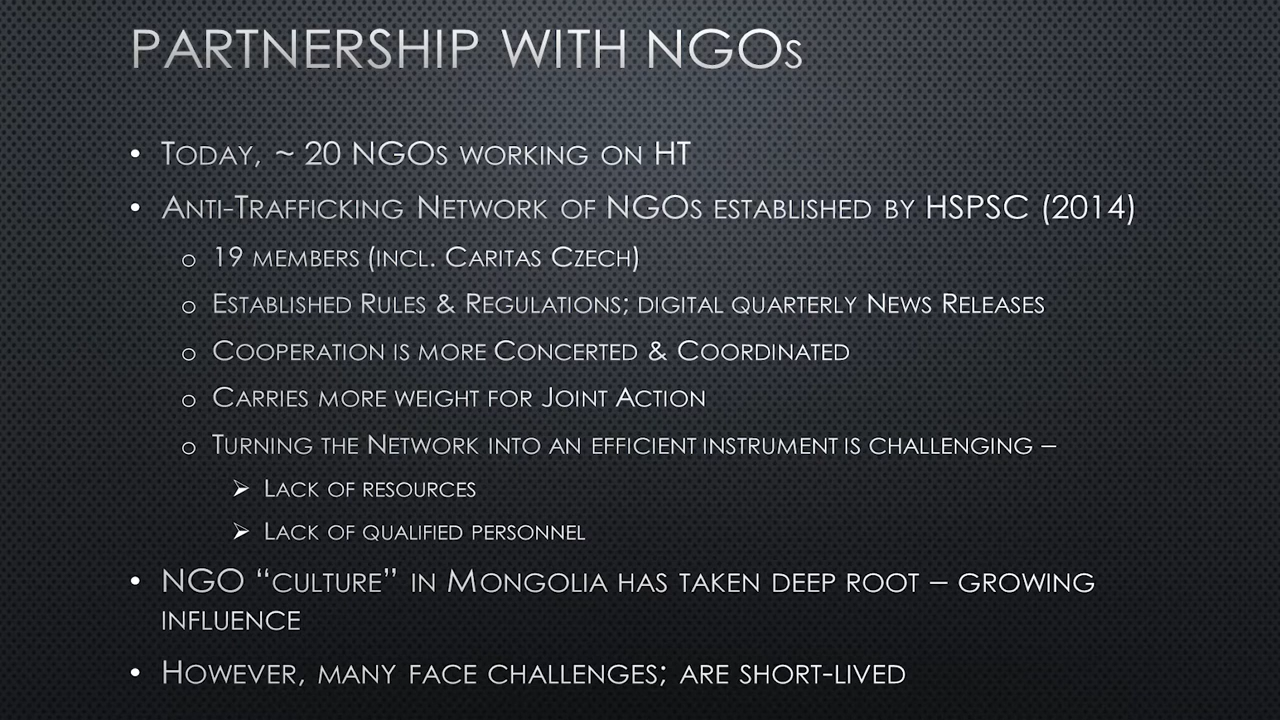 PARTNERSHIP WITH NGOs
• TODAY, ~ 20 NGOS WORKING ON HT
• ANTI-TRAFFICKING NETWORK OF NGOS ESTABLISHED BY HSPSC (2014)
o 19 MEMBERS (INCL. CARITAS CZECH)
o ESTABLISHED RULES & REGULATIONS; DIGITAL QUARTERLY NEWS RELEASES
o COOPERATION IS MORE CONCERTED & COORDINATED
o CARRIES MORE WEIGHT FOR JOINT ACTION
o TURNING THE NETWORK INTO AN EFFICIENT INSTRUMENT IS CHALLENGING –
➢ LACK OF RESOURCES
➢ LACK OF QUALIFIED PERSONNEL
• NGO “CULTURE” IN MONGOLIA HAS TAKEN DEEP ROOT – GROWING
INFLUENCE
• HOWEVER, MANY FACE CHALLENGES; ARE SHORT-LIVED